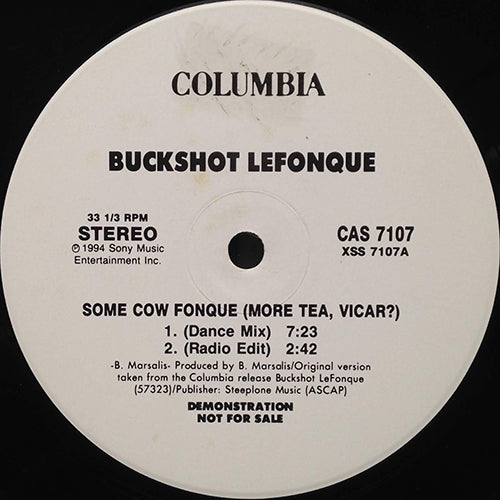 COLUMBIA
BUCKSHOT LEFONQUE
33 1/3 RPM
STEREO
℗ 1994 Sony Music
Entertainment Inc.
CAS 7107
XSS 7107A
SOME COW FONQUE (MORE TEA, VICAR?)
1. (Dance Mix) 7:23
2. (Radio Edit) 2:42
-B. Marsalis- Produced by B. Marsalis/Original version
taken from the Columbia release Buckshot LeFonque
(57323)/Publisher: Steeplone Music (ASCAP)
DEMONSTRATION
NOT FOR SALE